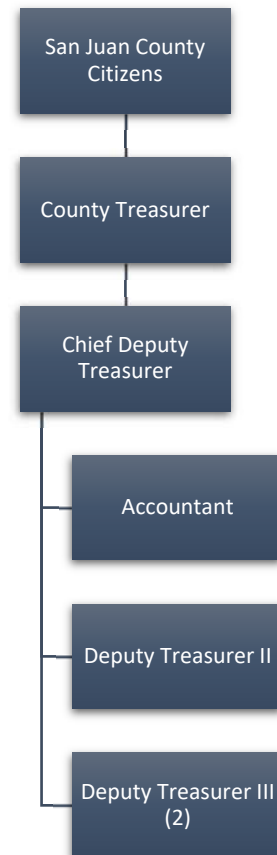 San Juan County
Citizens
County Treasurer
Chief Deputy
Treasurer
Accountant
Deputy Treasurer II
Deputy Treasurer III
(2)